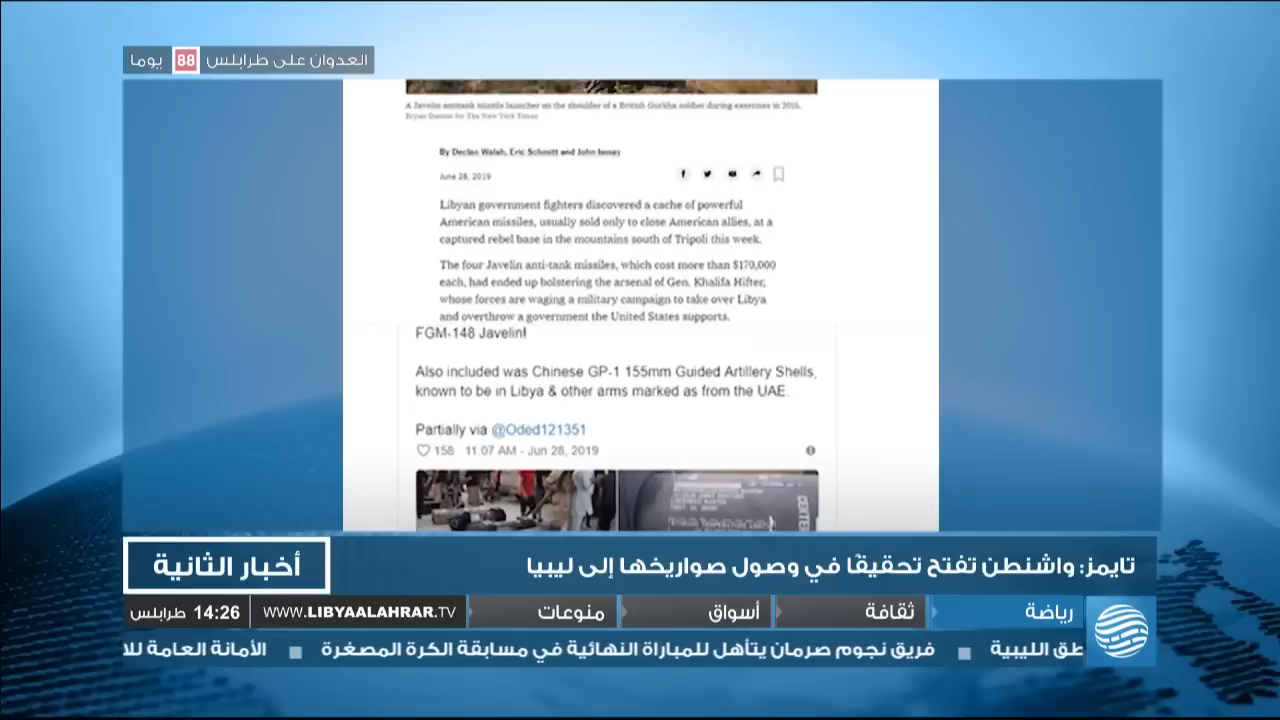 العدوان على طرابلس 88 يوما
A Javelin antitank missile launcher on the shoulder of a British Gurkha soldier during exercises in 2015.
for The New York Times
By Declan Walsh, Eric Schmitt and John Ismay
June 28, 2019
Libyan government fighters discovered a cache of powerful
American missiles, usually sold only to close American allies, at a
captured rebel base in the mountains south of Tripoli this week.
The four Javelin anti-tank missiles, which cost more than $170,000
each, had ended up bolstering the arsenal of Gen. Khalifa Hifter,
whose forces are waging a military campaign to take over Libya
and overthrow a government the United States supports.
FGM-148 Javelin!
Also included was Chinese GP-1 155mm Guided Artillery Shells,
known to be in Libya & other arms marked as from the UAE.
Partially via @Oded121351
158 11:07 AM - Jun 28, 2019
تايمز: واشنطن تفتح تحقيقًا في وصول صواريخها إلى ليبيا
أخبار الثانية
رياضة ثقافة أسواق منوعات WWW.LIBYAALAHRAR.TV 14:26 طرابلس
طق الليبية ■ فريق نجوم صرمان يتأهل للمباراة النهائية في مسابقة الكرة المصغرة ■ الأمانة العامة للا